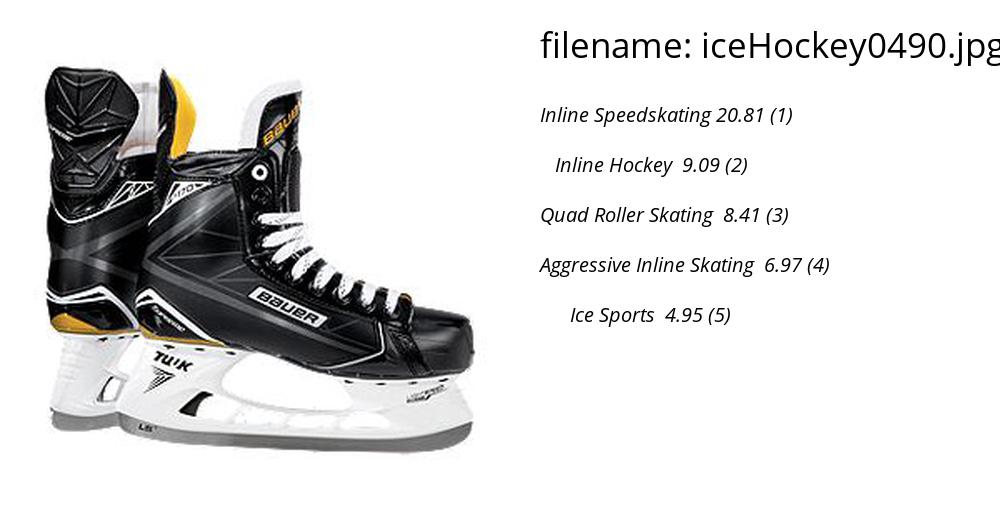 filename: iceHockey0490.jpg
Inline Speedskating 20.81 (1)
Inline Hockey 9.09 (2)
Quad Roller Skating 8.41 (3)
Aggressive Inline Skating 6.97 (4)
Ice Sports 4.95 (5)
BAUER
BAUER
TUUK